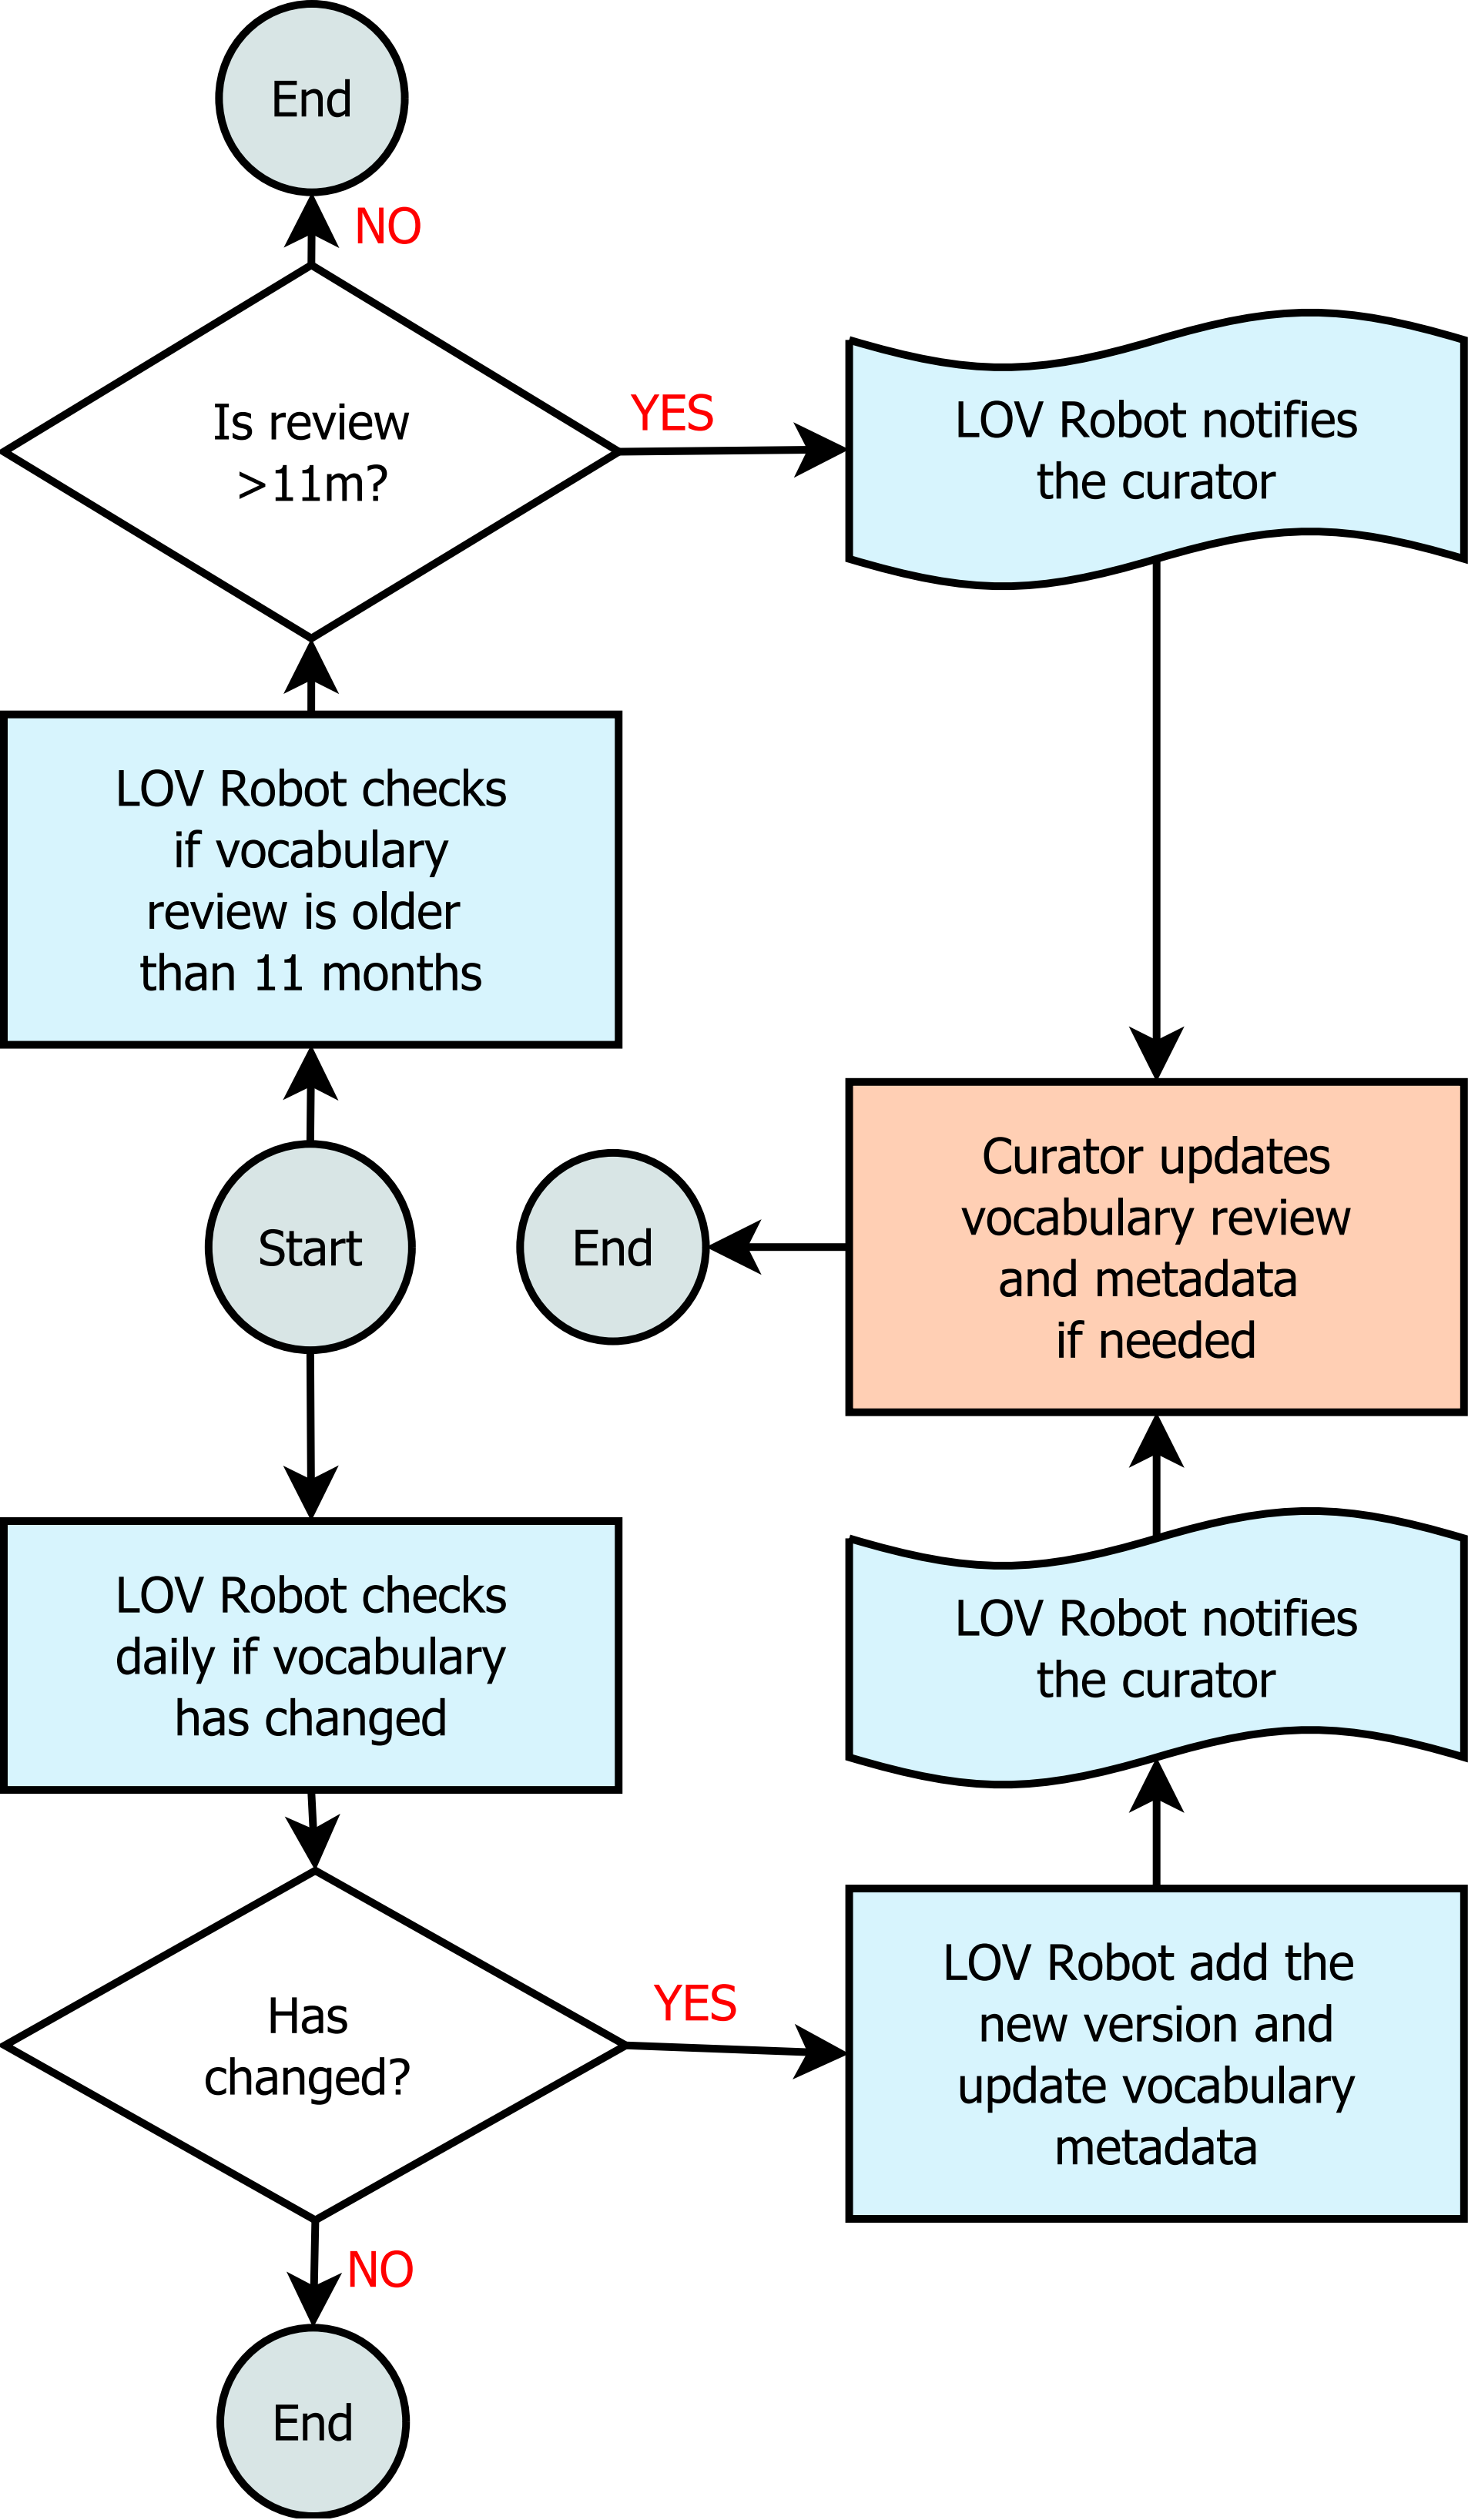 End
NO
Is review
>11m?
YES
LOV Robot notifies
the curator
LOV Robot checks
if vocabulary
review is older
than 11 months
Start
End
Curator updates
vocabulary review
and metadata
if needed
LOV Robot checks
daily if vocabulary
has changed
LOV Robot notifies
the curator
Has
changed?
YES
LOV Robot add the
new version and
update vocabulary
metadata
NO
End